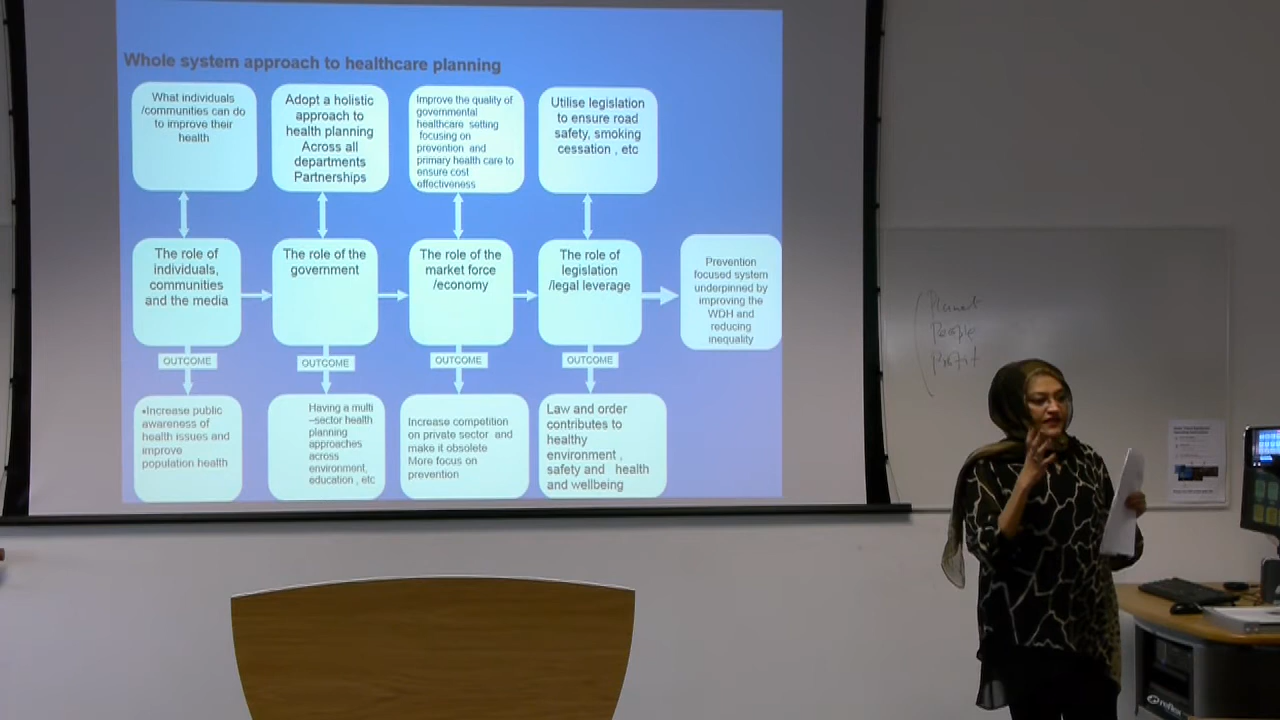 Whole system approach to healthcare planning
What individuals
/communities can do
to improve their
health
Adopt a holistic
approach to
health planning
Across all
departments
Partnerships
Improve the quality of
governmental
healthcare setting
focusing on
prevention and
primary health care to
ensure cost
effectiveness
Utilise legislation
to ensure road
safety, smoking
cessation , etc
The role of
individuals,
communities
and the media
The role of the
government
The role of the
market force
/economy
The role of
legislation
/legal leverage
Prevention
focused system
underpinned by
improving the
WDH and
reducing
inequality
OUTCOME
OUTCOME
OUTCOME
OUTCOME
•Increase public
awareness of
health issues and
improve
population health
Having a multi
–sector health
planning
approaches
across
environment,
education , etc
Increase competition
on private sector and
make it obsolete
More focus on
prevention
Law and order
contributes to
healthy
environment ,
safety and health
and wellbeing
Planet
People
Profit
reflex